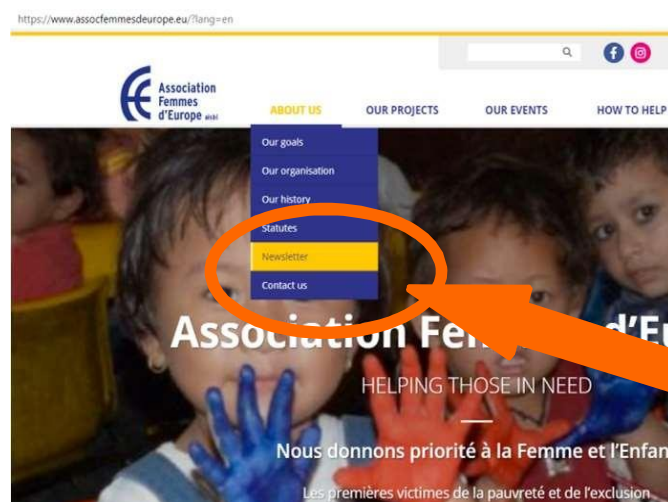 https://www.assocfemmesdeurope.eu/?lang=en
Association
Femmes
d'Europe aisbl
ABOUT US OUR PROJECTS OUR EVENTS HOW TO HELP
Our goals
Our organisation
Our history
Statutes
Newsletter
Contact us
Association
HELPING THOSE IN NEED
Nous donnons priorité à la Femme et l'Enfan
Les premières victimes de la pauvreté et de l'exclusion